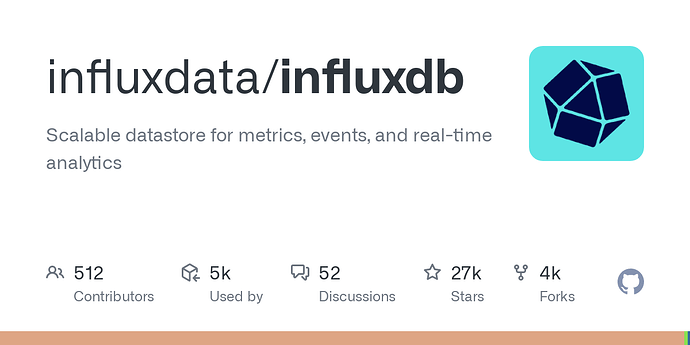 influxdata/influxdb
Scalable datastore for metrics, events, and real-time
analytics
512
Contributors
5k
Used by
52
Discussions
27k
Stars
4k
Forks